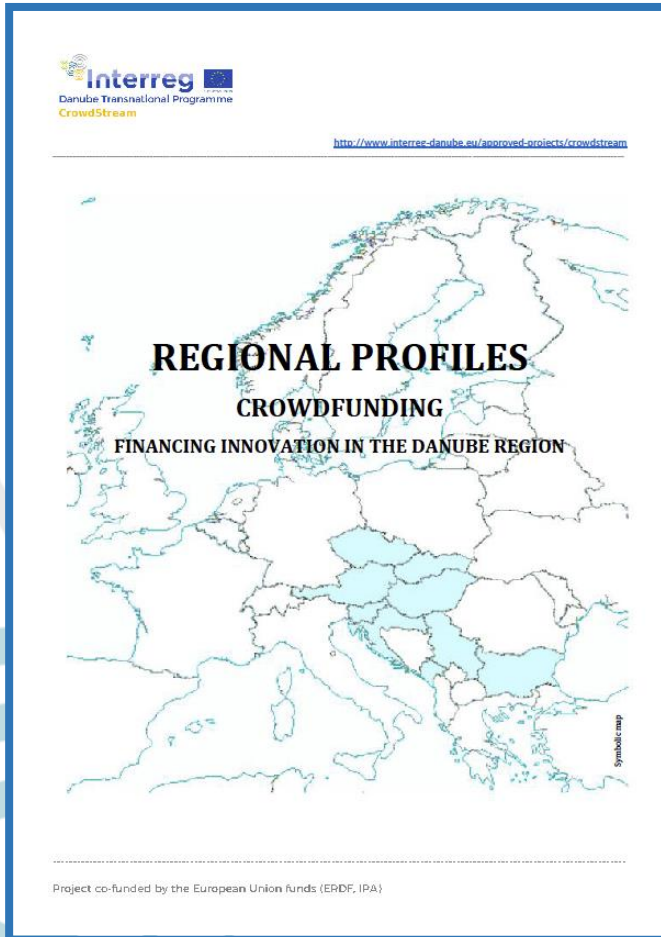 Interreg
Danube Transnational Programme
CrowdStream
http://www.interreg-danube.eu/approved-projects/crowdstream
REGIONAL PROFILES
CROWDFUNDING
FINANCING INNOVATION IN THE DANUBE REGION
Symbolic map
Project co-funded by the European Union funds (ERDF, IPA)